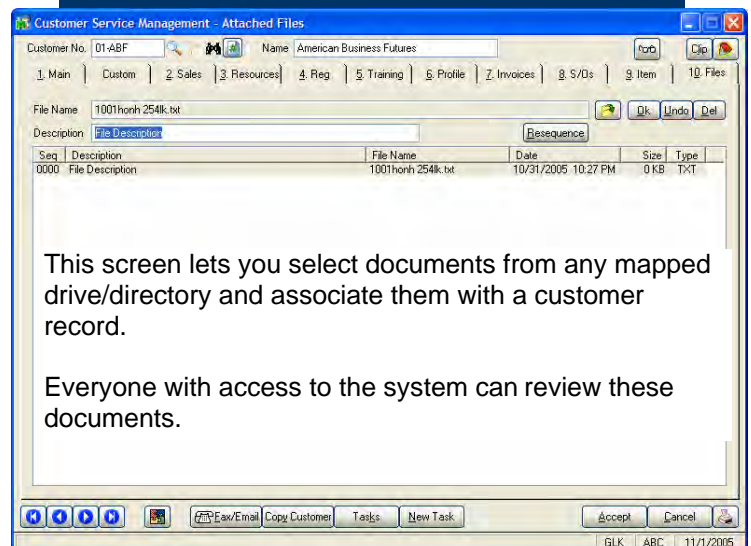 Customer Service Management - Attached Files
Customer No. 01-ABF Name American Business Futures Clip
1. Main Custom 2. Sales 3. Resources 4. Reg 5. Training 6. Profile 7. Invoices 8. S/Os 9. Item 10. Files
File Name 1001honh 254lk.txt Ok Undo Del
Description File Description Resequence
Seq Description File Name Date Size Type
0000 File Description 1001honh 254lk.txt 10/31/2005 10:27 PM 0 KB TXT
This screen lets you select documents from any mapped
drive/directory and associate them with a customer
record.
Everyone with access to the system can review these
documents.
Fax/Email Copy Customer Tasks New Task Accept Cancel
GLK ABC 11/1/2005